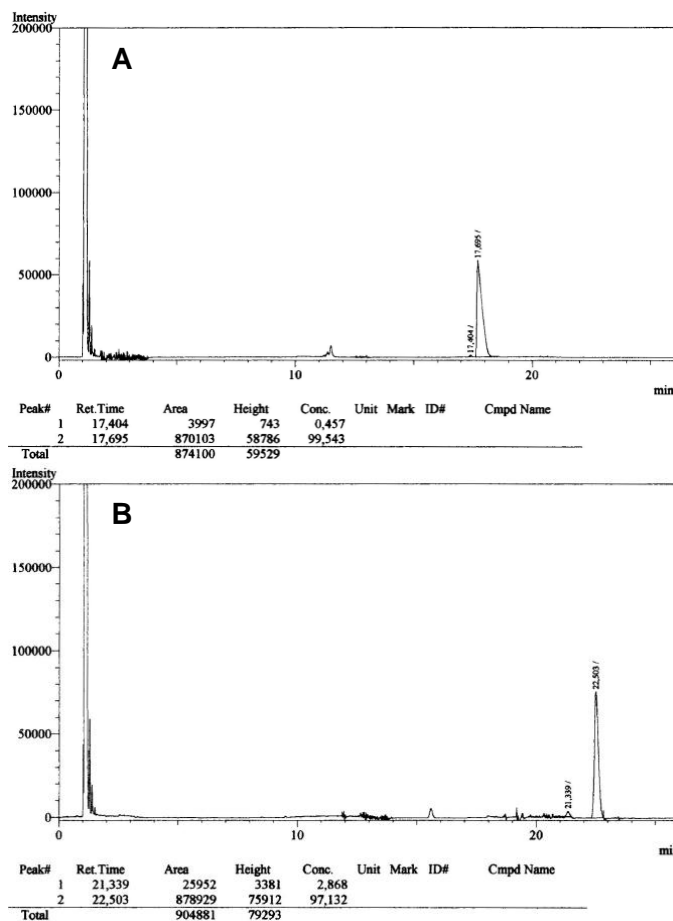 Intensity
200000
A
150000
100000
50000
17,404 /
17,695 /
0
0 10 20
min
Peak# Ret.Time Area Height Conc. Unit Mark ID# Cmpd Name
1 17,404 3997 743 0,457
2 17,695 870103 58786 99,543
Total 874100 59529
Intensity
200000
B
150000
100000
50000
21,339 /
22,503 /
0
0 10 20
mi
Peak# Ret.Time Area Height Conc. Unit Mark ID# Cmpd Name
1 21,339 25952 3381 2,868
2 22,503 878929 75912 97,132
Total 904881 79293